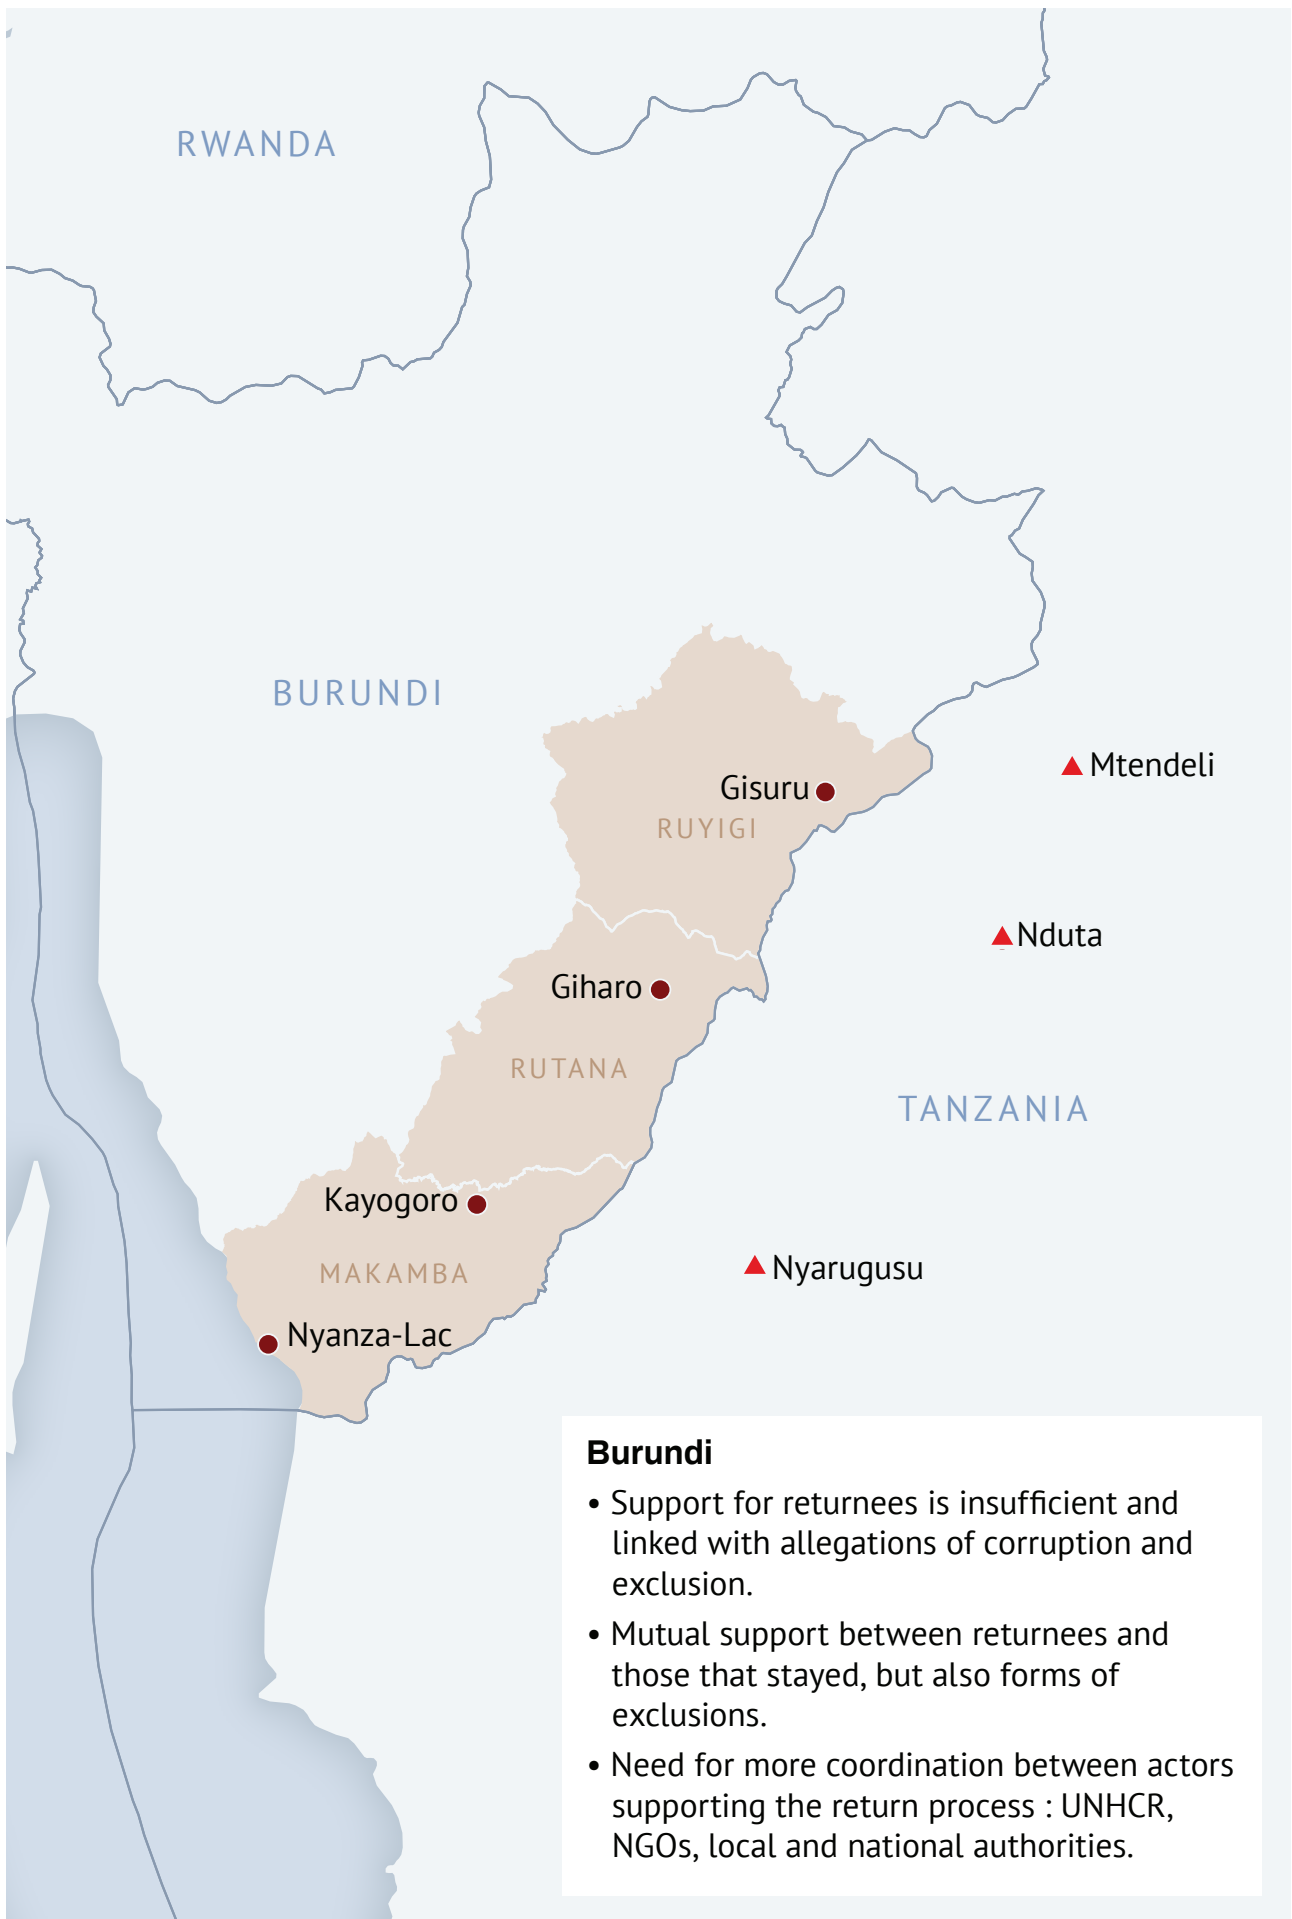 RWANDA
BURUNDI
Mtendeli
Gisuru
RUYIGI
Nduta
Giharo
RUTANA
TANZANIA
Kayogoro
MAKAMBA
Nyarugusu
Nyanza-Lac
Burundi
• Support for returnees is insufficient and
linked with allegations of corruption and
exclusion.
• Mutual support between returnees and
those that stayed, but also forms of
exclusions.
• Need for more coordination between actors
supporting the return process : UNHCR,
NGOs, local and national authorities.